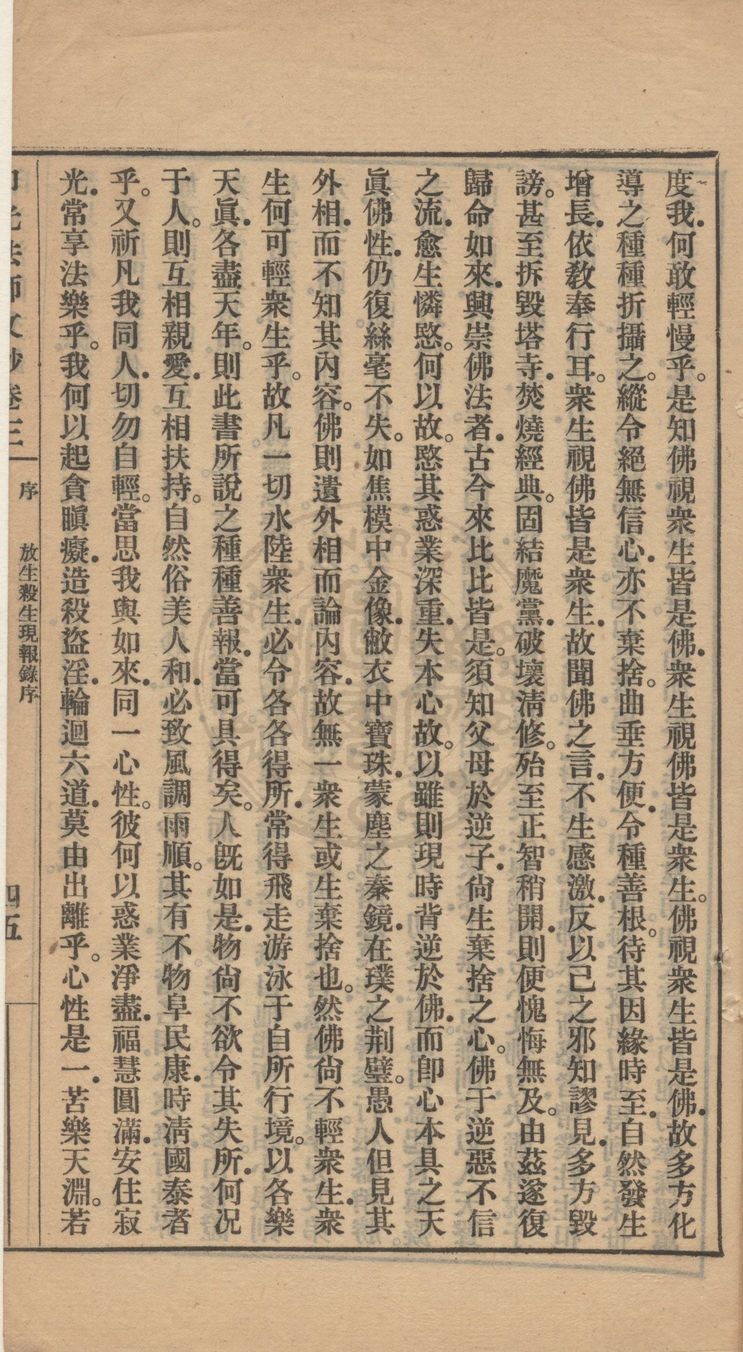 度我。何敢輕慢乎。是知佛視衆生皆是佛。衆生視佛皆是衆生。佛視衆生皆是佛。故多方化
導之。種種折攝之。縱令絕無信心。亦不棄捨。曲垂方便。令種善根。待其因緣時至。自然發生
增長。依教奉行耳。衆生視佛皆是衆生。故聞佛之言。不生感激。反以己之邪知謬見。多方毀
謗。甚至拆毀塔寺。焚燒經典。固結魔黨。破壞清修。殆至正智稍開。則便愧悔無及。由茲遂復
歸命如來。興崇佛法者。古今來比比皆是。須知父母於逆子。尙生棄捨之心。佛于逆惡不信
之流。愈生憐愍。何以故。愍其惑業深重。失本心故。以雖則現時背逆於佛。而卽心本具之天
眞佛性。仍復絲毫不失。如焦模中金像。敝衣中寶珠。蒙塵之秦鏡。在璞之荆璧。愚人但見其
外相。而不知其內容。佛則遺外相而論內容。故無一衆生或生棄捨也。然佛尙不輕衆生。衆
生何可輕衆生乎。故凡一切水陸衆生。必令各各得所。常得飛走游泳于自所行境。以各樂
天眞。各盡天年。則此書所說之種種善報。當可具得矣。人旣如是。物尙不欲令其失所。何况
于人。則互相親愛。互相扶持。自然俗美人和。必致風調雨順。其有不物阜民康。時清國泰者
乎。又祈凡我同人。切勿自輕。當思我與如來。同一心性。彼何以惑業淨盡。福慧圓滿。安住寂
光。常享法樂乎。我何以起貪瞋癡。造殺盜淫。輪迴六道。莫由出離乎。心性是一。苦樂天淵。若
印光法師文鈔卷三 序 放生殺生現報錄序 四五